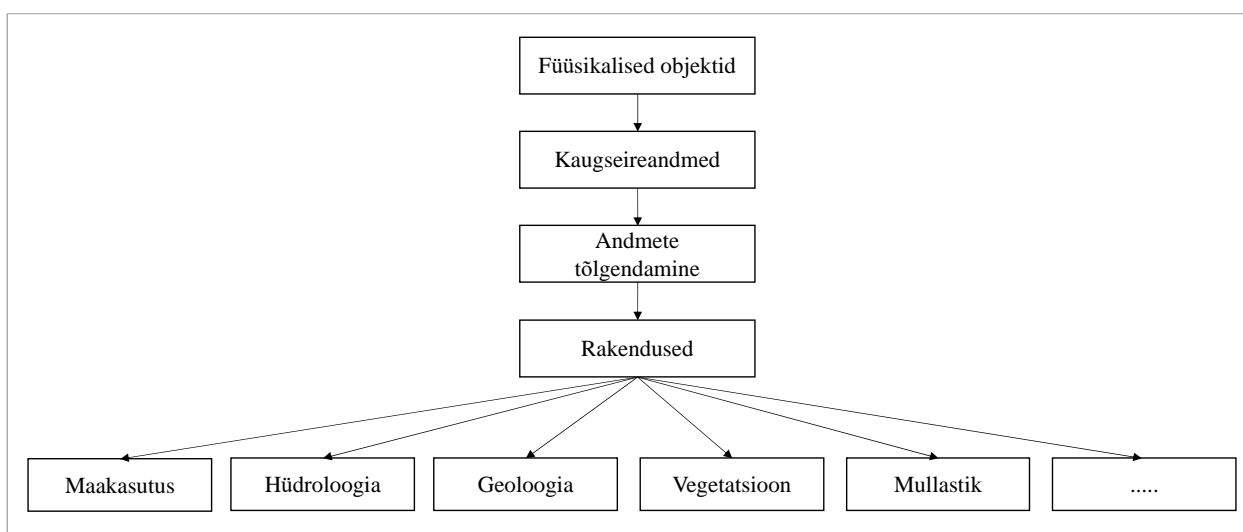 Füüsikalised objektid
Kaugseireandmed
Andmete
tõlgendamine
Rakendused
Maakasutus
Hüdroloogia
Geoloogia
Vegetatsioon
Mullastik
.....